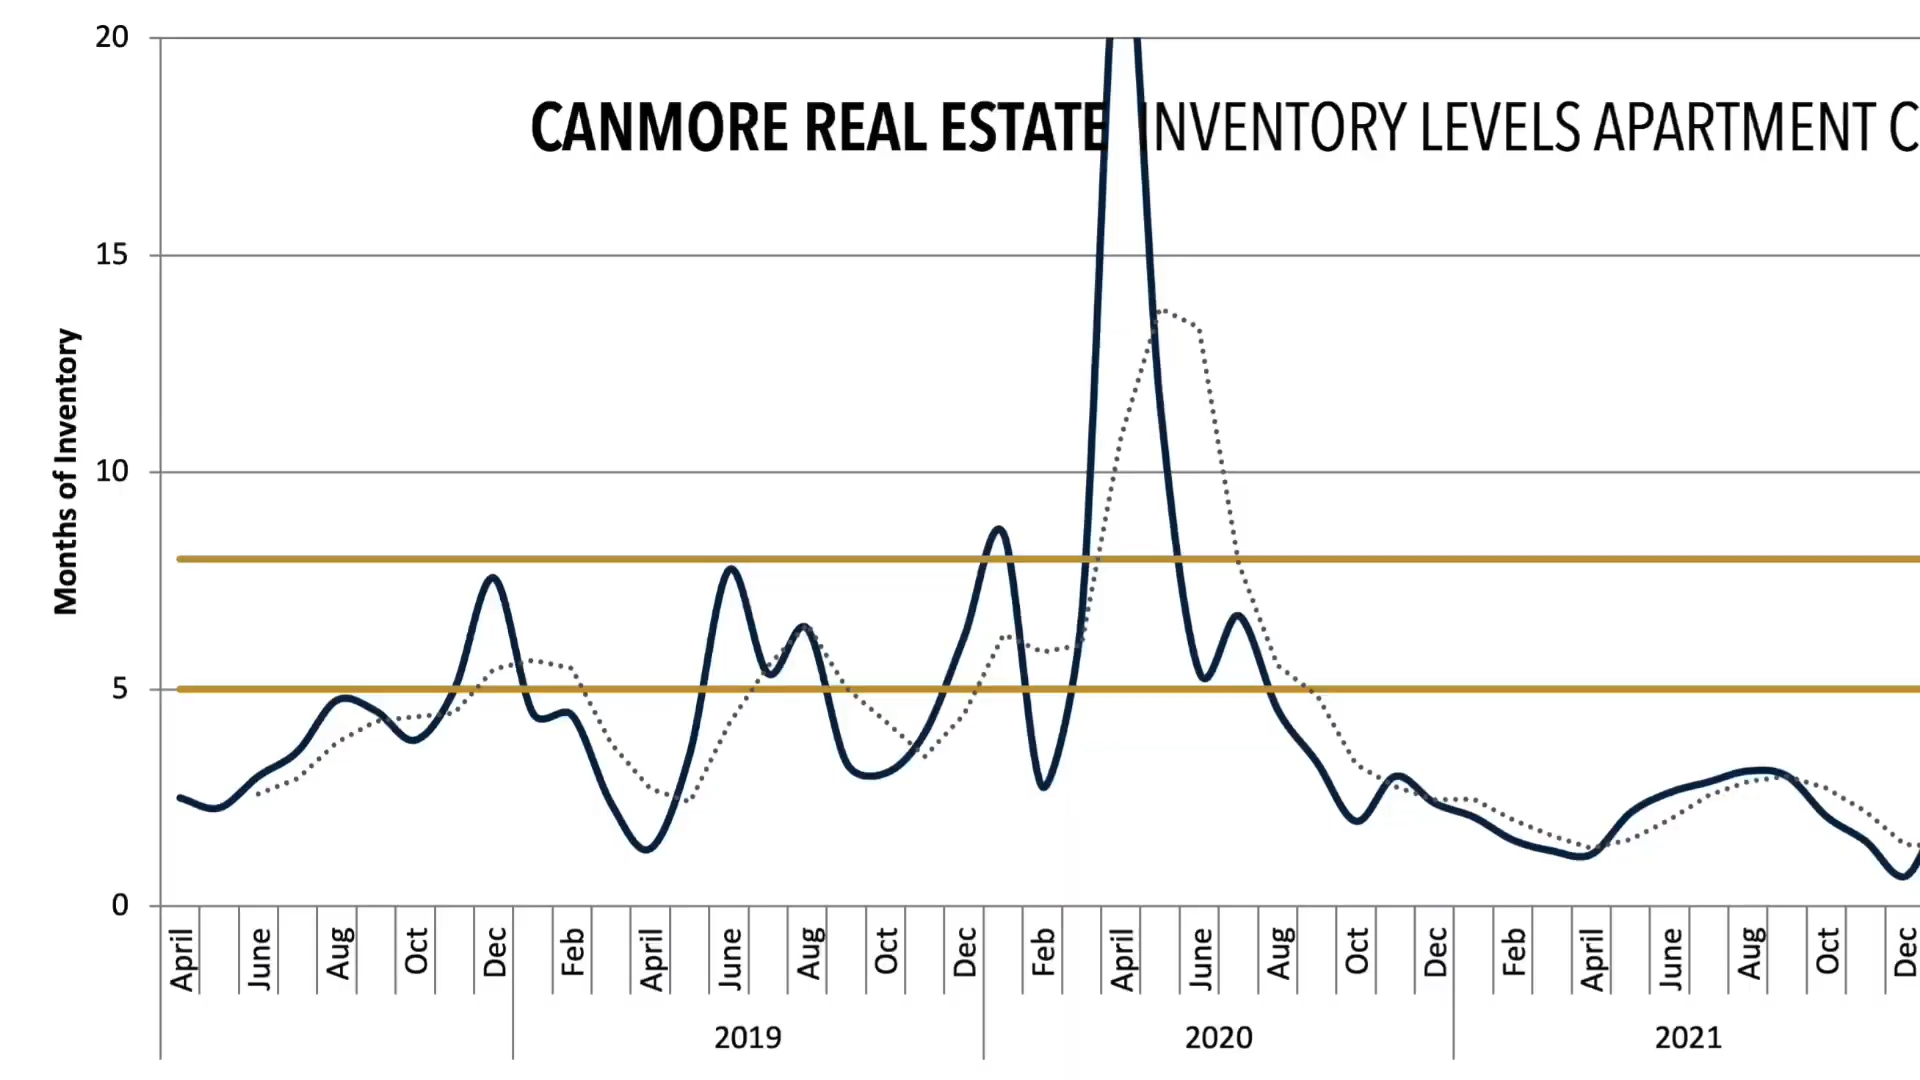 20
CANMORE REAL ESTATE INVENTORY LEVELS APARTMENT C
15
Months of Inventory
10
5
0
April June Aug Oct Dec Feb April June Aug Oct Dec Feb April June Aug Oct Dec Feb April June Aug Oct Dec
2019 2020 2021